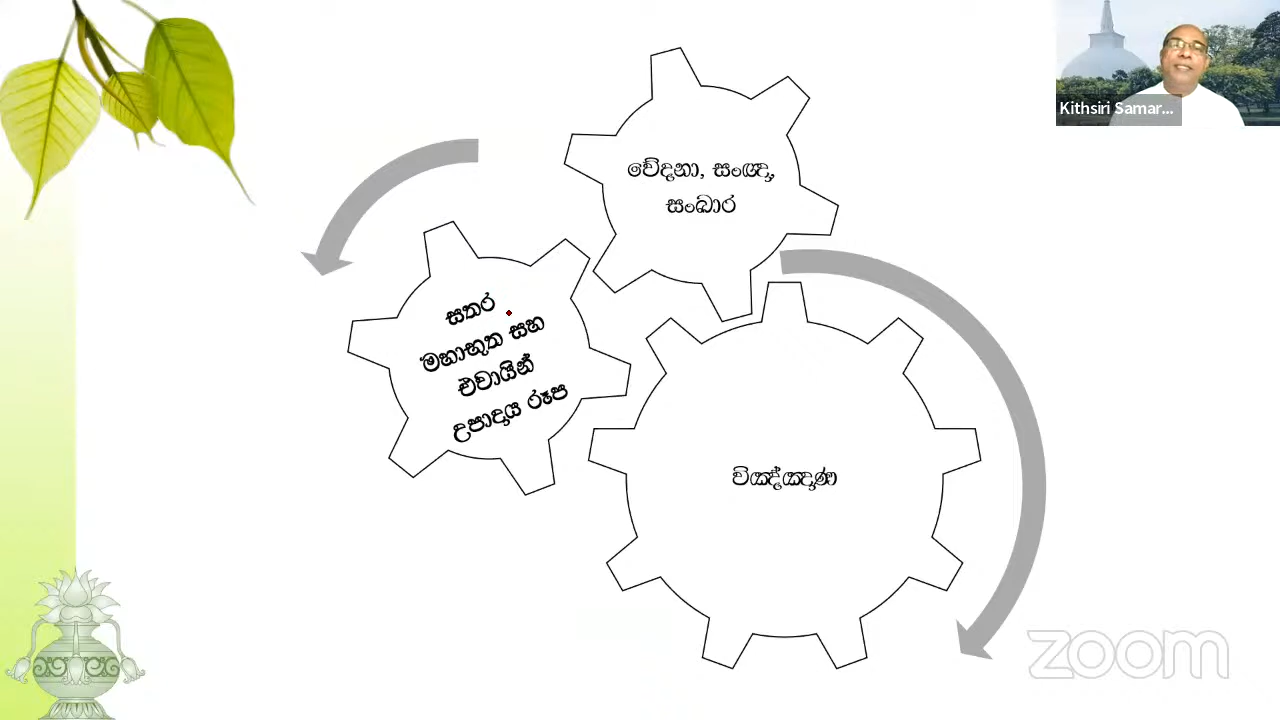 Kithsiri Samar...
වේදනා, සංඥා,
සංඛාර
සතර
මහාභූත සහ
එවායින්
උපාදාය රූප
විඤ්ඤාණ
zoom